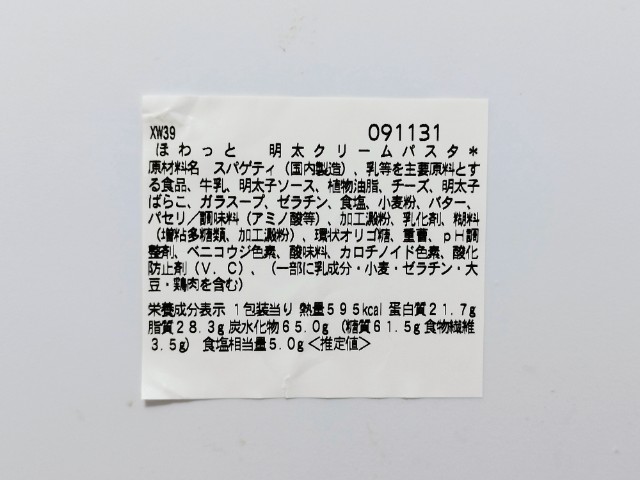 XW39 091131
ほわっと 明太クリームパスタ*
原材料名 スパゲティ(国内製造)、乳等を主要原料とす
る食品、牛乳、明太子ソース、植物油脂、チーズ、明太子
ばらこ、ガラスープ、ゼラチン、食塩、小麦粉、バター、
パセリ/調味料(アミノ酸等)、加工澱粉、乳化剤、糊料
(増粘多糖類、加工澱粉)、環状オリゴ糖、重曹、pH調
整剤、ベニコウジ色素、酸味料、カロチノイド色素、酸化
防止剤(V.C)、(一部に乳成分・小麦・ゼラチン・大
豆・鶏肉を含む)
栄養成分表示 1包装当り 熱量595kcal 蛋白質21.7g
脂質28.3g 炭水化物65.0g (糖質61.5g 食物繊維
3.5g) 食塩相当量5.0g<推定値>